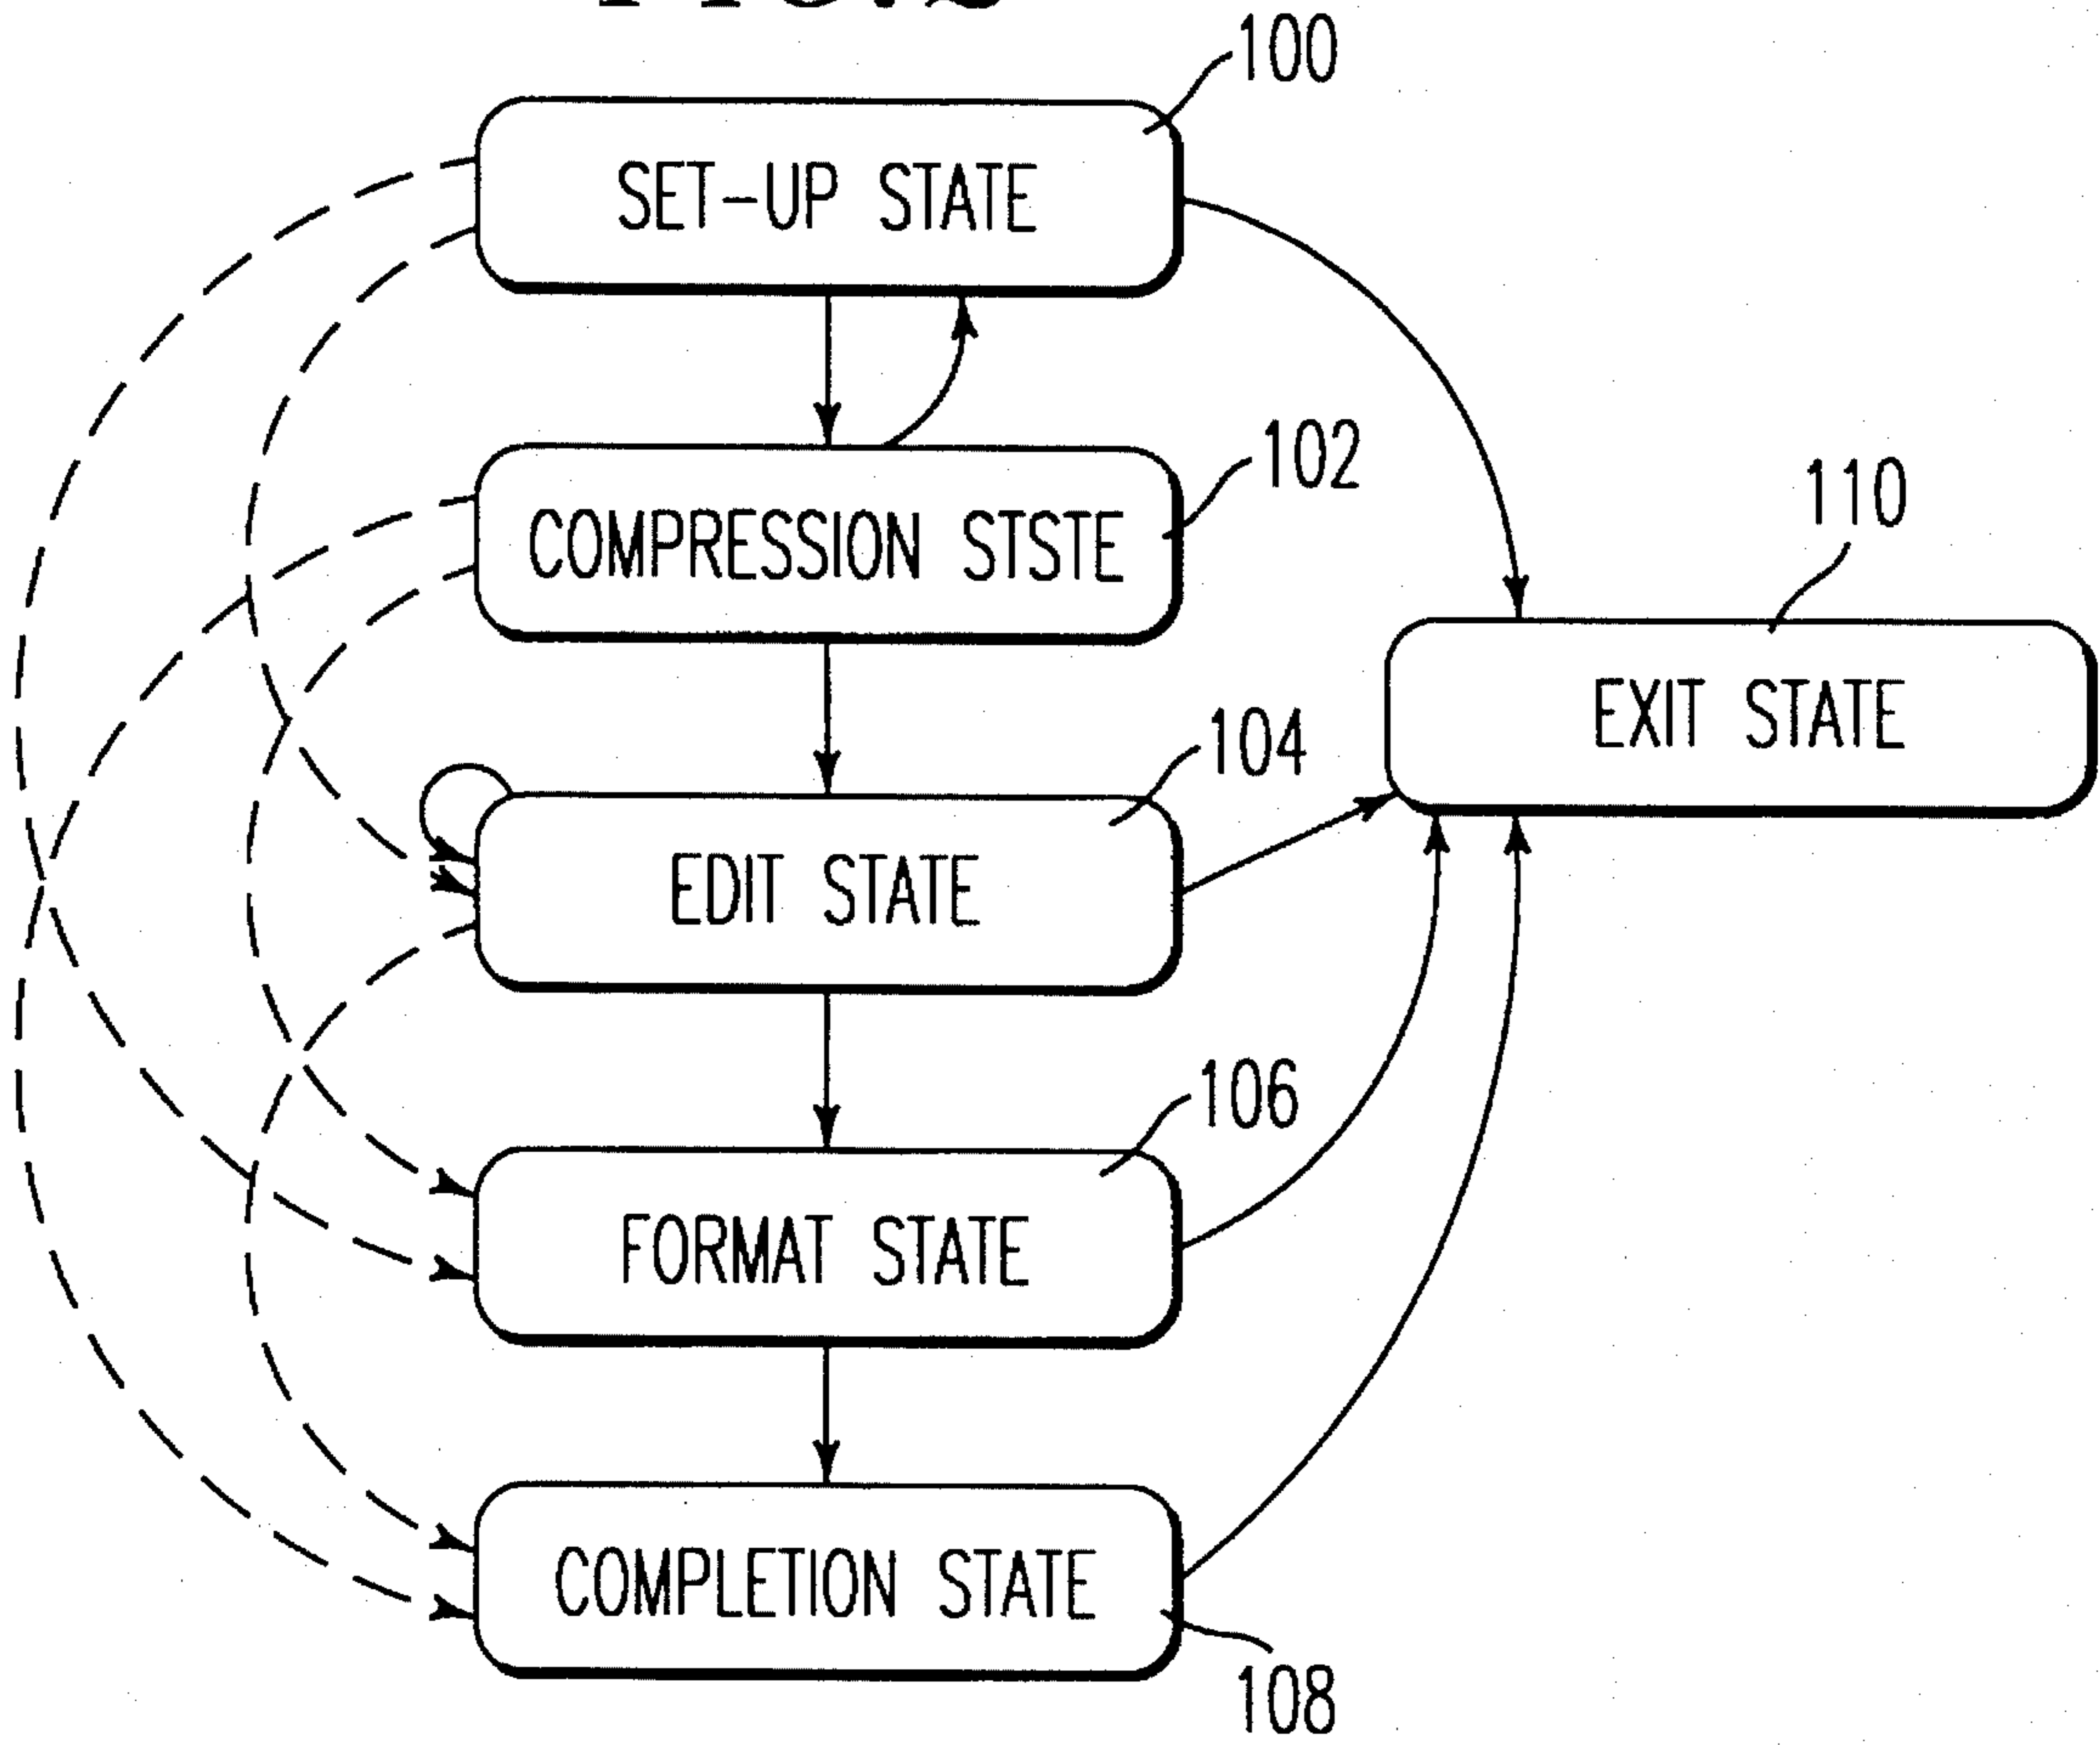 100
SET-UP STATE
102
COMPRESSION STSTE
110
EXIT STATE
104
EDIT STATE
106
FORMAT STATE
COMPLETION STATE
108